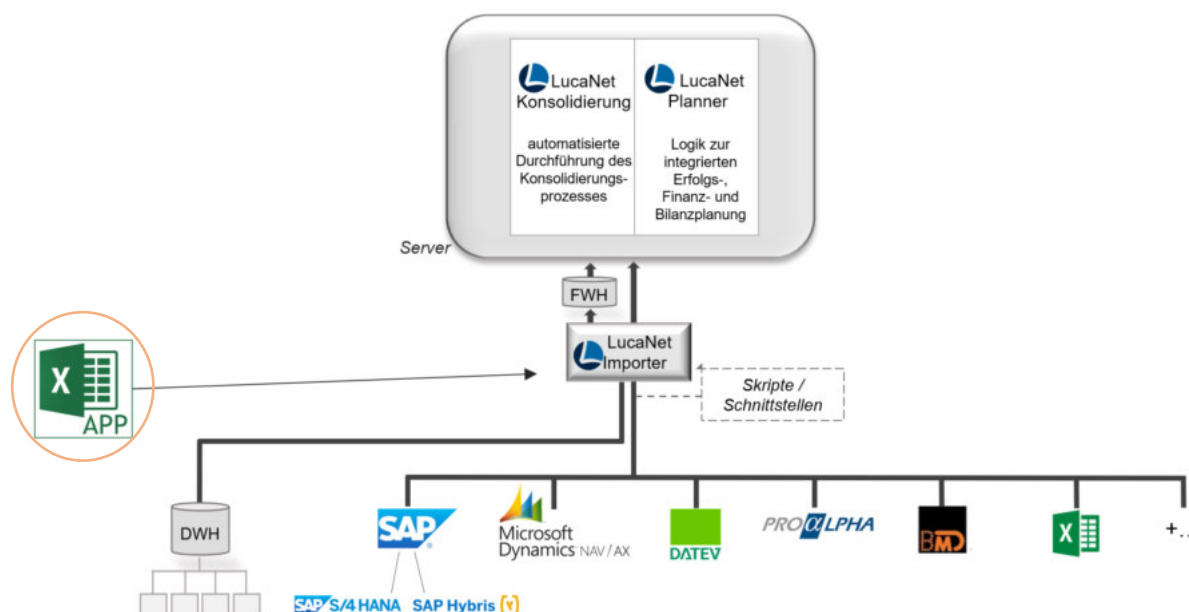 LucaNet
Konsolidierung
automatisierte
Durchführung des
Konsolidierungs-
prozesses
LucaNet
Planner
Logik zur
integrierten
Erfolgs-,
Finanz- und
Bilanzplanung
Server
FWH
LucaNet
Importer
X
APP
Skripte /
Schnittstellen
DWH
SAP
®
Microsoft
Dynamics NAV / AX
DATEV
PROαLPHA
BMD
X
+..
SAP S/4 HANA
SAP Hybris (Y)